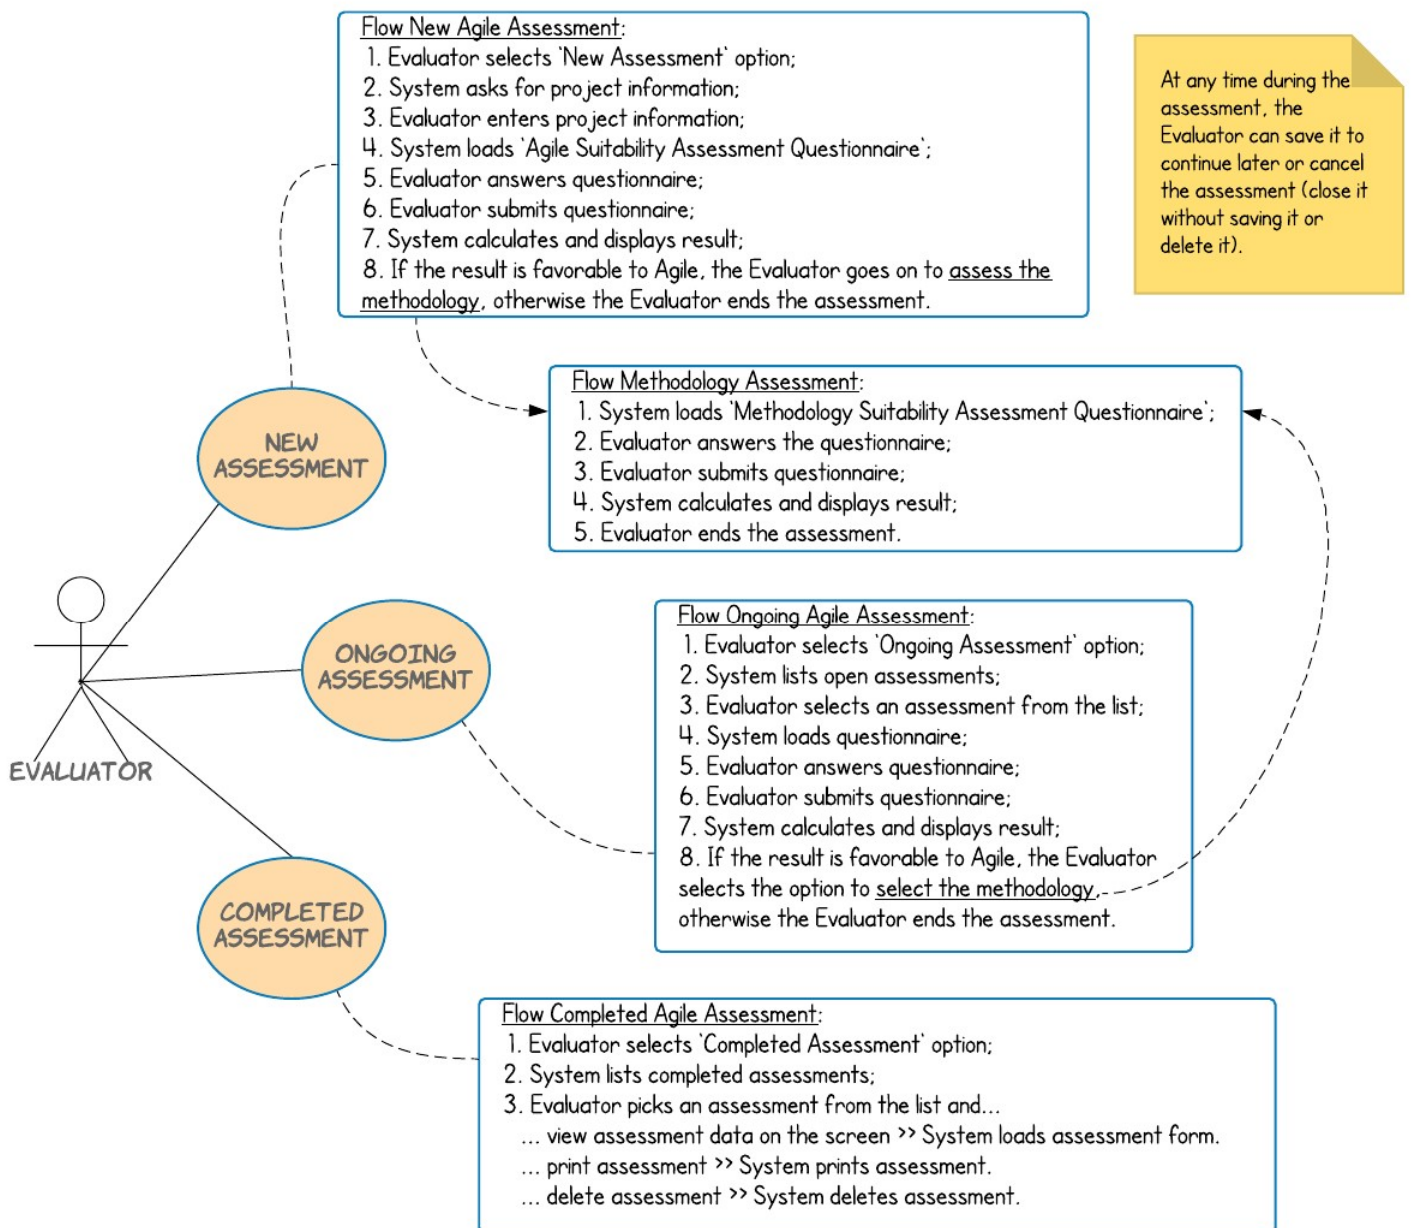 Flow New Agile Assessment:
1. Evaluator selects `New Assessment` option;
2. System asks for project information;
3. Evaluator enters project information;
4. System loads `Agile Suitability Assessment Questionnaire`;
5. Evaluator answers questionnaire;
6. Evaluator submits questionnaire;
7. System calculates and displays result;
8. If the result is favorable to Agile, the Evaluator goes on to assess the
methodology, otherwise the Evaluator ends the assessment.
At any time during the
assessment, the
Evaluator can save it to
continue later or cancel
the assessment (close it
without saving it or
delete it).
Flow Methodology Assessment:
1. System loads `Methodology Suitability Assessment Questionnaire`;
2. Evaluator answers the questionnaire;
3. Evaluator submits questionnaire;
4. System calculates and displays result;
5. Evaluator ends the assessment.
NEW
ASSESSMENT
Flow Ongoing Agile Assessment:
1. Evaluator selects `Ongoing Assessment` option;
2. System lists open assessments;
3. Evaluator selects an assessment from the list;
4. System loads questionnaire;
5. Evaluator answers questionnaire;
6. Evaluator submits questionnaire;
7. System calculates and displays result;
8. If the result is favorable to Agile, the Evaluator
selects the option to select the methodology,
otherwise the Evaluator ends the assessment.
ONGOING
ASSESSMENT
EVALUATOR
COMPLETED
ASSESSMENT
Flow Completed Agile Assessment:
1. Evaluator selects `Completed Assessment` option;
2. System lists completed assessments;
3. Evaluator picks an assessment from the list and...
... view assessment data on the screen >> System loads assessment form.
... print assessment >> System prints assessment.
... delete assessment >> System deletes assessment.